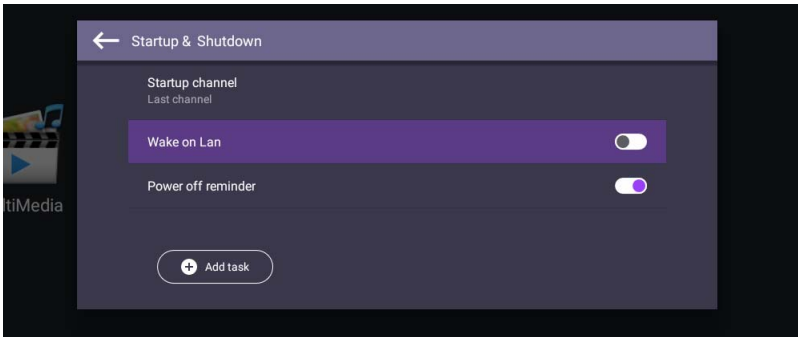 Startup & Shutdown
Startup channel
Last channel
Wake on Lan
Power off reminder
ltiMedia
Add task